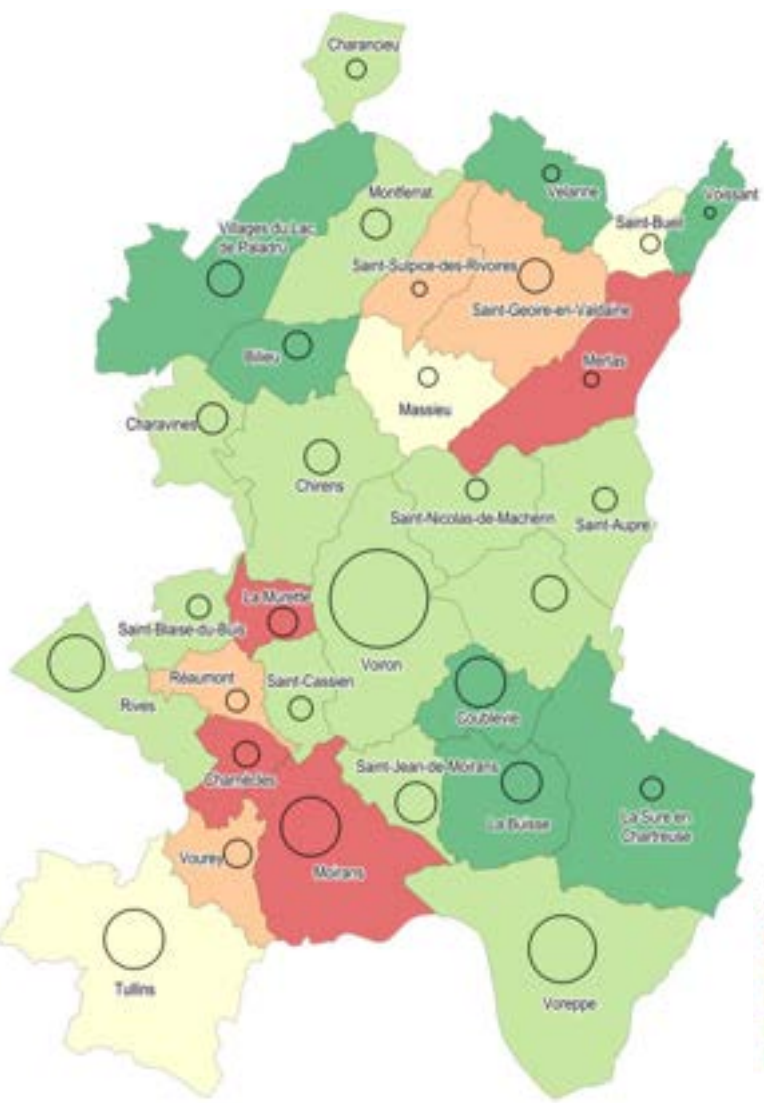 Charancieu
Montferrat
Velanne
Voissant
Villages du Lac
de Paladru
Saint-Bueil
Saint-Sulpice-des-Rivoires
Saint-Geoire-en-Valdaine
Bilieu
Merlas
Massieu
Charavines
Chirens
Saint-Nicolas-de-Macherin
Saint-Aupre
La Murette
Saint-Blaise-du-Buis
Voiron
Réaumont
Saint-Cassien
Rives
Coublevie
Charnècles
Saint-Jean-de-Moirans
La Buisse
La Sure en
Chartreuse
Vourey
Moirans
Tullins
Voreppe